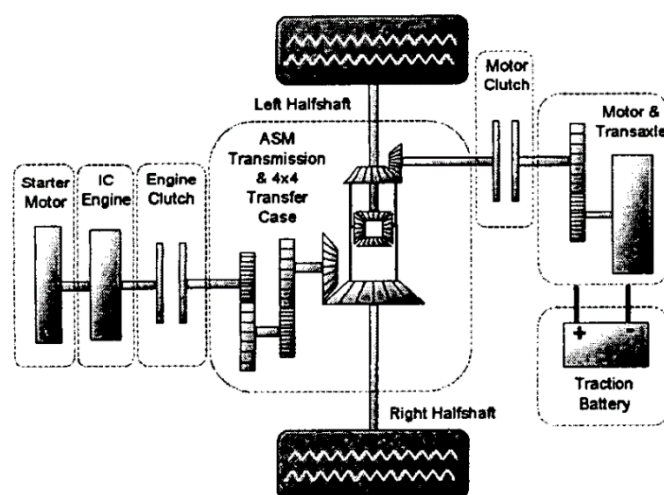 Left Halfshaft
Motor
Clutch
Motor &
Transaxle
ASM
Transmission
& 4x4
Transfer
Case
Starter
Motor
IC
Engine
Engine
Clutch
+
-
Traction
Battery
Right Halfshaft